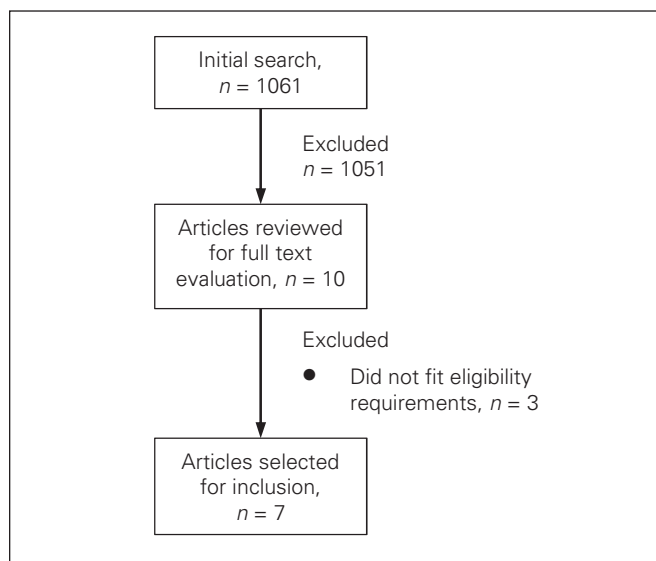 Initial search,
n = 1061
Excluded
n = 1051
Articles reviewed
for full text
evaluation, n = 10
Excluded
● Did not fit eligibility
requirements, n = 3
Articles selected
for inclusion,
n = 7